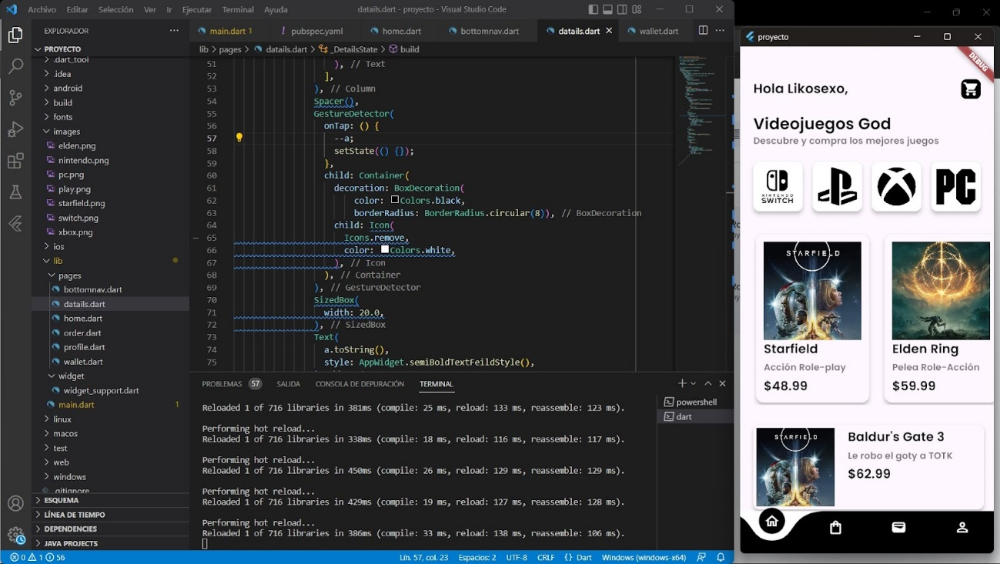 Archivo Editar Selección Ver Ir Ejecutar Terminal Ayuda
datails.dart - proyecto - Visual Studio Code
EXPLORADOR
PROYECTO
.dart_tool
.idea
android
build
fonts
images
elden.png
nintendo.png
pc.png
play.png
starfield.png
switch.png
xbox.png
ios
lib
pages
bottomnav.dart
datails.dart
home.dart
order.dart
profile.dart
wallet.dart
widget
widget_support.dart
main.dart 1
linux
macos
test
web
windows
.gitignore
ESQUEMA
LÍNEA DE TIEMPO
DEPENDENCIES
JAVA PROJECTS
main.dart 1 pubspec.yaml home.dart bottomnav.dart datails.dart wallet.dart
lib > pages > datails.dart > _DetailsState > build
51 ), // Text
52 ],
53 ), // Column
54 Spacer(),
55 GestureDetector(
56 onTap: () {
57 --a;
58 setState(() {});
59 },
60 child: Container(
61 decoration: BoxDecoration(
62 color: Colors.black,
63 borderRadius: BorderRadius.circular(8)), // BoxDecoration
64 child: Icon(
65 Icons.remove,
66 color: Colors.white,
67 ), // Icon
68 ), // Container
69 ), // GestureDetector
70 SizedBox(
71 width: 20.0,
72 ), // SizedBox
73 Text(
74 a.toString(),
75 style: AppWidget.semiBoldTextFeildStyle(),
PROBLEMAS 57 SALIDA CONSOLA DE DEPURACIÓN TERMINAL
Reloaded 1 of 716 libraries in 381ms (compile: 25 ms, reload: 133 ms, reassemble: 123 ms).
Performing hot reload...
Reloaded 1 of 716 libraries in 338ms (compile: 18 ms, reload: 116 ms, reassemble: 117 ms).
Performing hot reload...
Reloaded 1 of 716 libraries in 450ms (compile: 26 ms, reload: 129 ms, reassemble: 129 ms).
Performing hot reload...
Reloaded 1 of 716 libraries in 429ms (compile: 19 ms, reload: 127 ms, reassemble: 128 ms).
Performing hot reload...
Reloaded 1 of 716 libraries in 386ms (compile: 33 ms, reload: 138 ms, reassemble: 106 ms).
powershell
dart
0 1 56
Lín. 57, col. 23 Espacios: 2 UTF-8 CRLF {} Dart Windows (windows-x64)
proyecto
DEBUG
Hola Likosexo,
Videojuegos God
Descubre y compra los mejores juegos
NINTENDO
SWITCH
PC
STARFIELD
Starfield
Acción Role-play
$48.99
Elden Ring
Pelea Role-Acción
$59.99
STARFIELD
Baldur's Gate 3
Le robo el goty a TOTK
$62.99